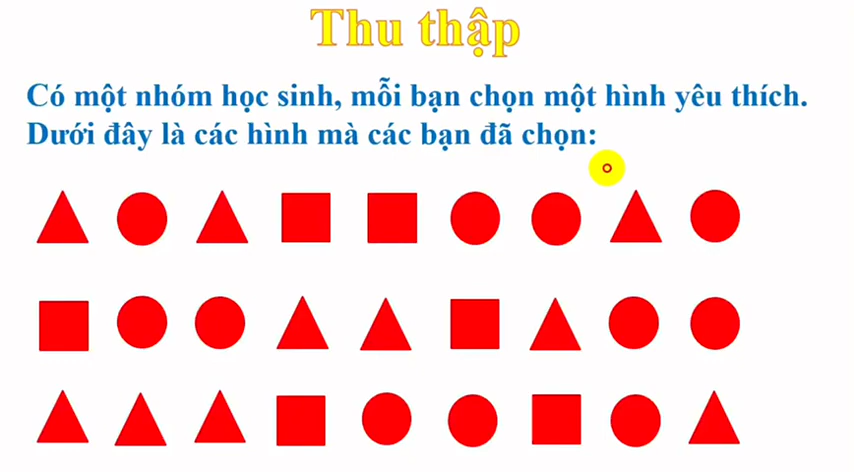 Thu thập
Có một nhóm học sinh, mỗi bạn chọn một hình yêu thích.
Dưới đây là các hình mà các bạn đã chọn: